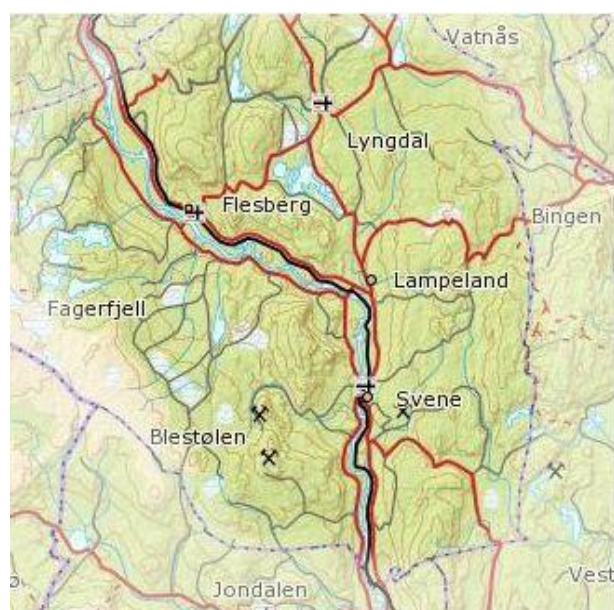 Vatnås
Lyngdal
Flesberg
Bingen
Lampeland
Fagerfjell
Svene
Blestølen
Vest
Jondalen